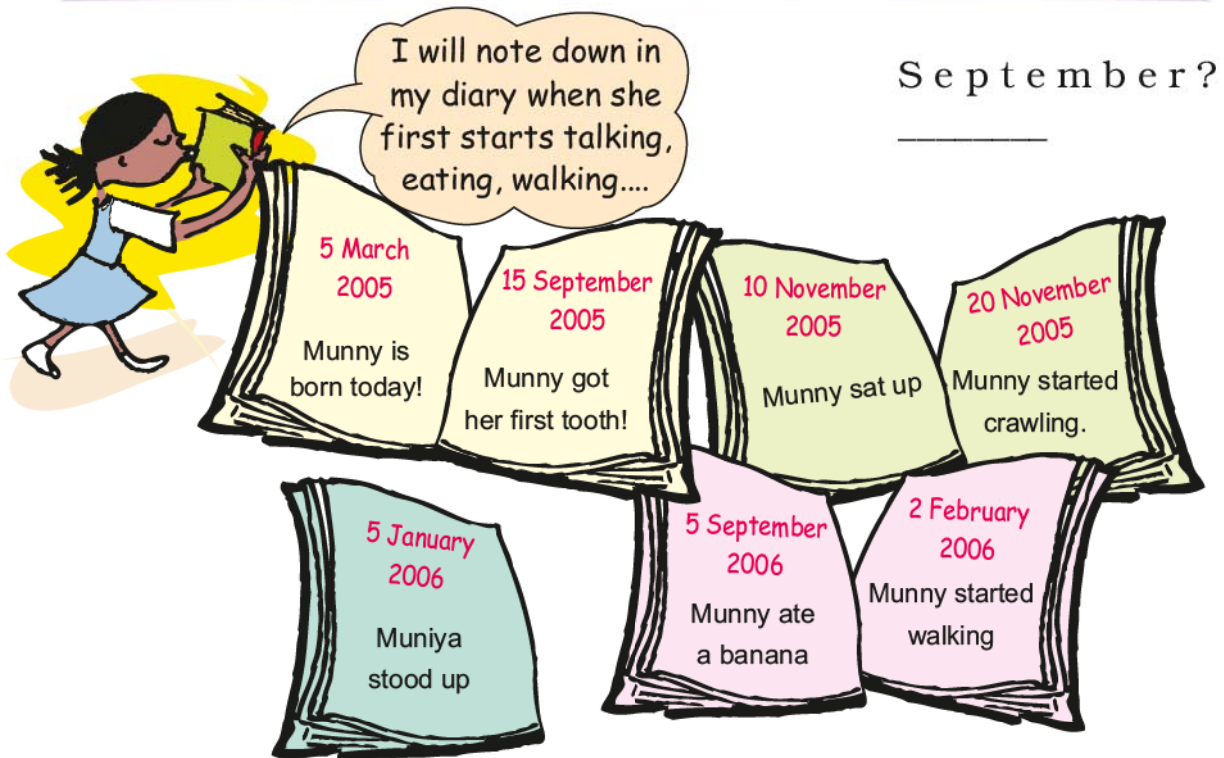 I will note down in
my diary when she
first starts talking,
eating, walking....
September?
________
5 March
2005
Munny is
born today!
15 September
2005
Munny got
her first tooth!
10 November
2005
Munny sat up
20 November
2005
Munny started
crawling.
5 January
2006
Muniya
stood up
5 September
2006
Munny ate
a banana
2 February
2006
Munny started
walking